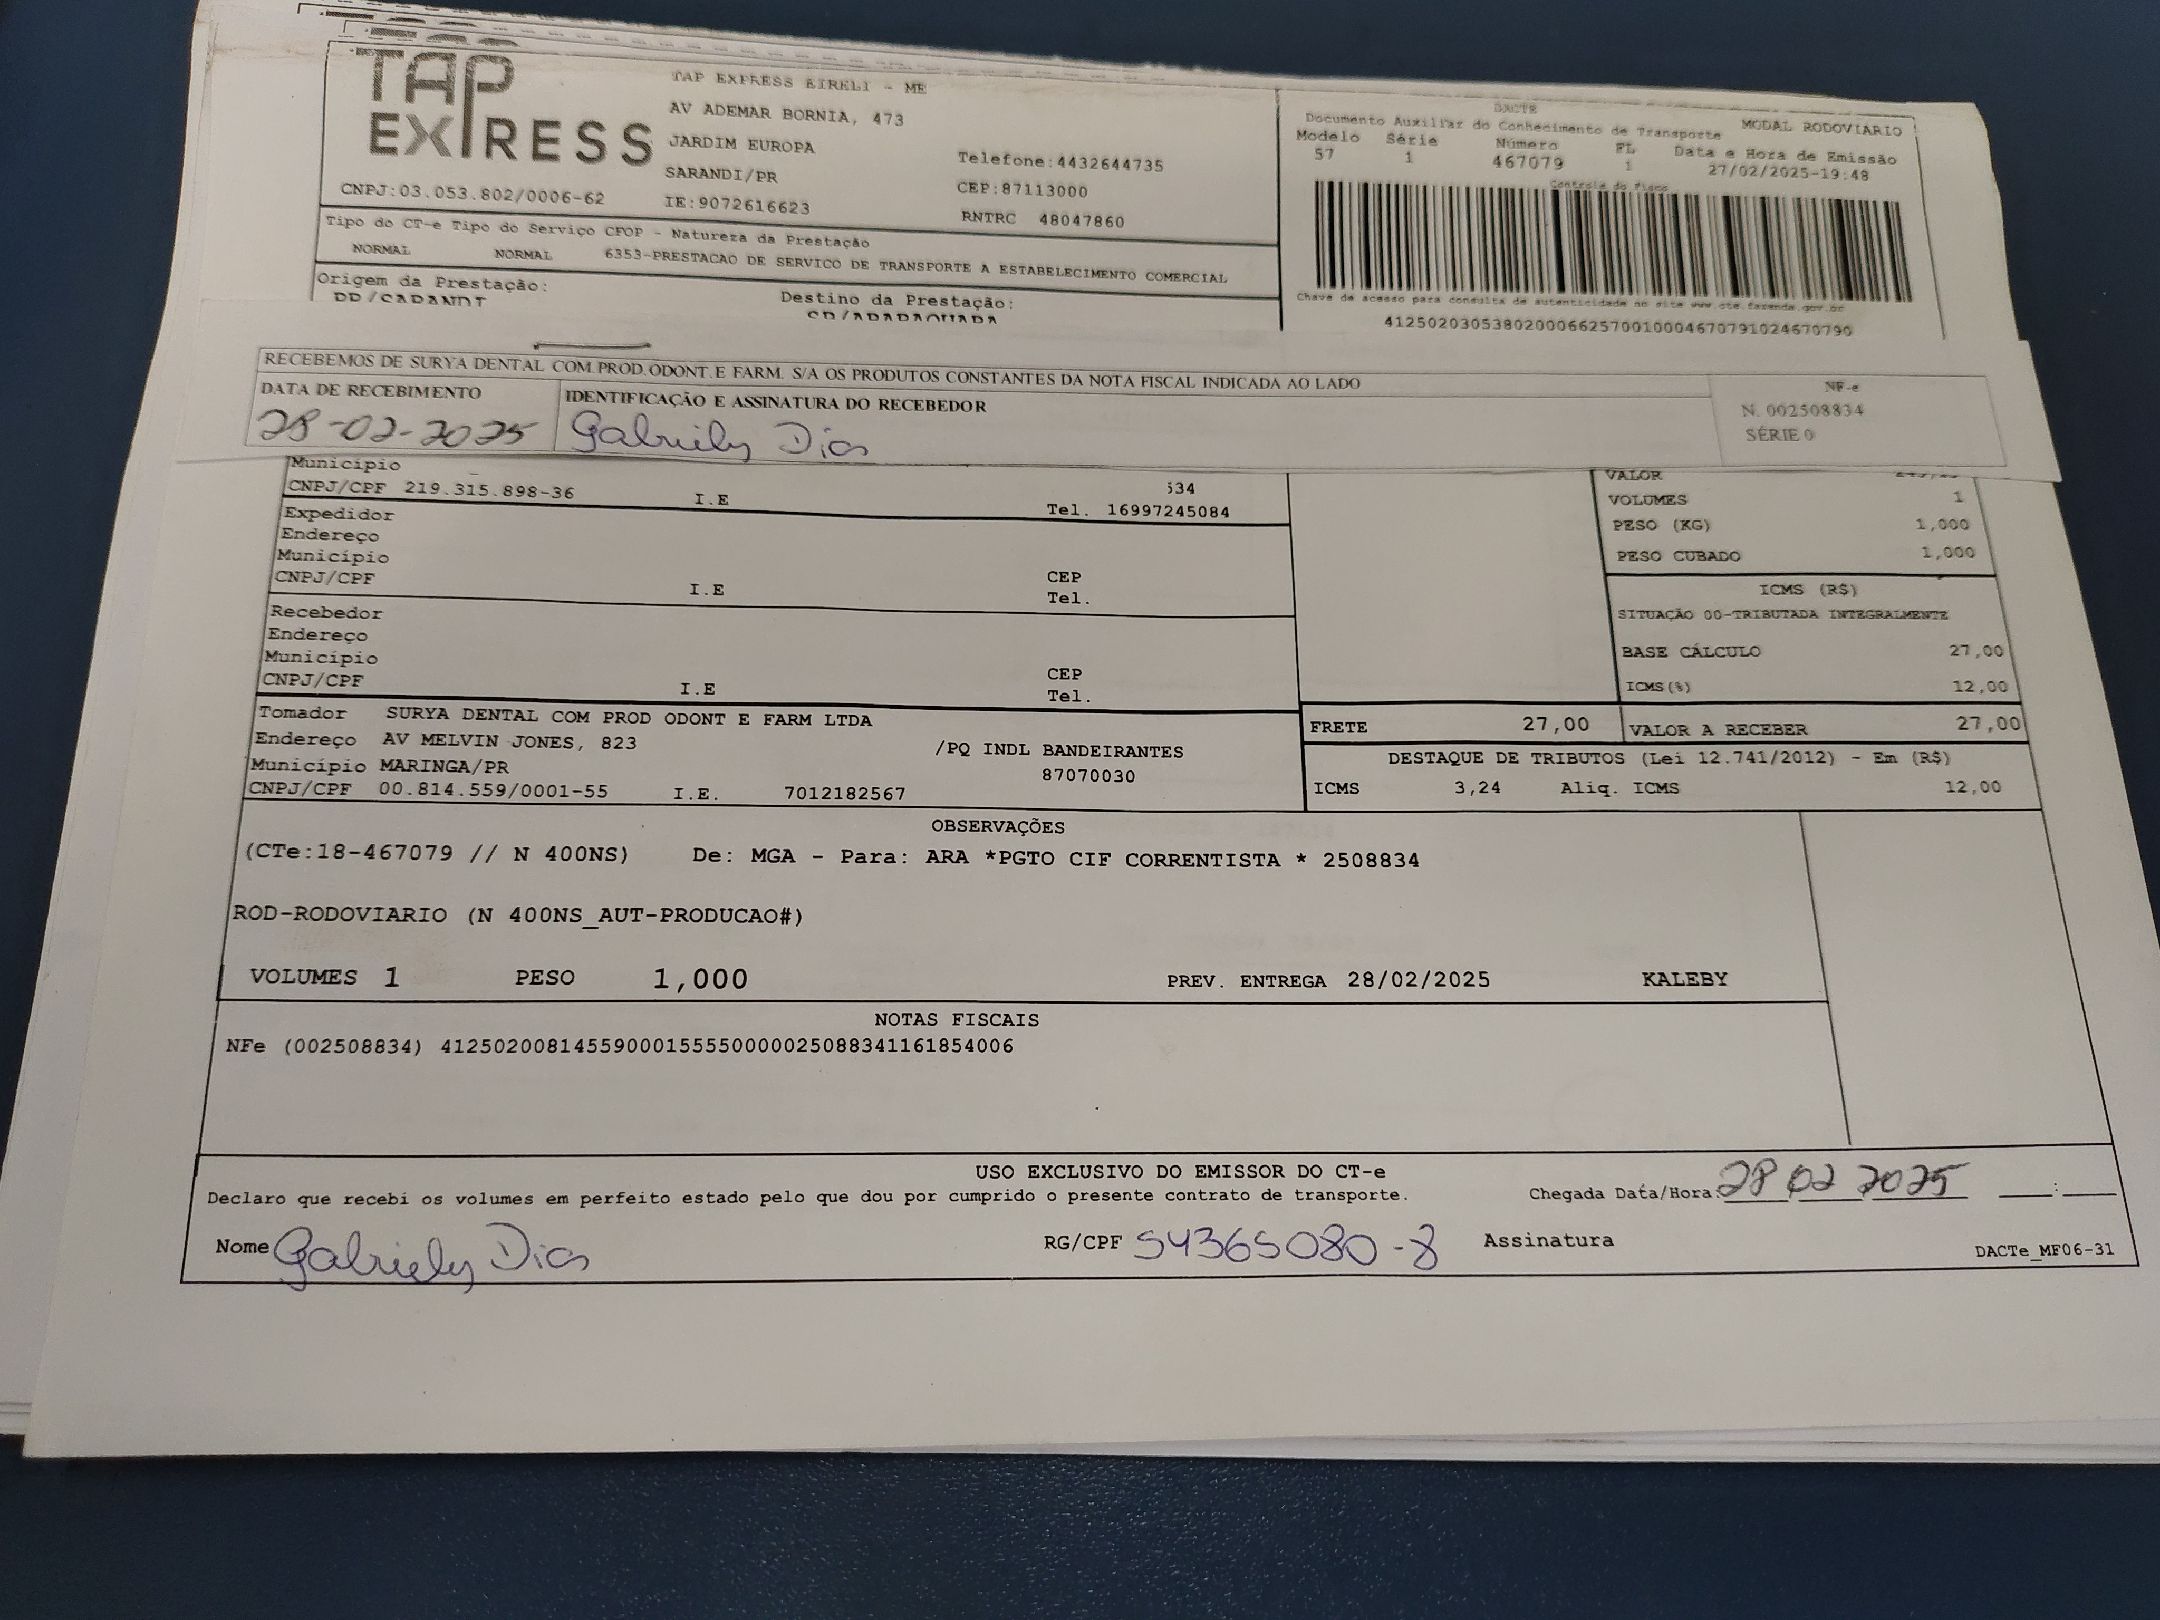 TAP
EXPRESS
TAP EXPRESS EIRELI - ME
AV ADEMAR BORNIA, 473
JARDIM EUROPA
SARANDI/PR
IE:9072616623
Telefone:4432644735
CEP:87113000
RNTRC 48047860
CNPJ:03.053.802/0006-62
DACTE
Documento Auxiliar do Conhecimento de Transporte MODAL RODOVIARIO
Modelo Série Número FL Data e Hora de Emissão
57 1 467079 1 27/02/2025-19:48
Controle do Fisco
Chave de acesso para consulta de autenticidade no site www.cte.fazenda.gov.br
41250203053802000662570010004670791024670790
Tipo do CT-e Tipo do Serviço CFOP - Natureza da Prestação
NORMAL NORMAL 6353-PRESTACAO DE SERVICO DE TRANSPORTE A ESTABELECIMENTO COMERCIAL
Origem da Prestação: Destino da Prestação:
PR/SARANDI SP/ARARAQUARA
RECEBEMOS DE SURYA DENTAL COM.PROD.ODONT.E FARM. S/A OS PRODUTOS CONSTANTES DA NOTA FISCAL INDICADA AO LADO
DATA DE RECEBIMENTO IDENTIFICAÇÃO E ASSINATURA DO RECEBEDOR
28-02-2025 Gabriely Dias
NF-e
N. 002508834
SÉRIE 0
Município
CNPJ/CPF 219.315.898-36 I.E Tel. 16997245084
534
Expedidor
Endereço
Município
CNPJ/CPF I.E CEP
Tel.
Recebedor
Endereço
Município
CNPJ/CPF I.E CEP
Tel.
VALOR
VOLUMES 1
PESO (KG) 1,000
PESO CUBADO 1,000
ICMS (R$)
SITUAÇÃO 00-TRIBUTADA INTEGRALMENTE
BASE CÁLCULO 27,00
ICMS(%) 12,00
Tomador SURYA DENTAL COM PROD ODONT E FARM LTDA
Endereço AV MELVIN JONES, 823 /PQ INDL BANDEIRANTES
Município MARINGA/PR 87070030
CNPJ/CPF 00.814.559/0001-55 I.E. 7012182567
FRETE 27,00 VALOR A RECEBER 27,00
DESTAQUE DE TRIBUTOS (Lei 12.741/2012) - Em (R$)
ICMS 3,24 Aliq. ICMS 12,00
OBSERVAÇÕES
(CTe:18-467079 // N 400NS) De: MGA - Para: ARA *PGTO CIF CORRENTISTA * 2508834
ROD-RODOVIARIO (N 400NS_AUT-PRODUCAO#)
VOLUMES 1 PESO 1,000 PREV. ENTREGA 28/02/2025 KALEBY
NOTAS FISCAIS
NFe (002508834) 41250200814559000155550000025088341161854006
USO EXCLUSIVO DO EMISSOR DO CT-e
Declaro que recebi os volumes em perfeito estado pelo que dou por cumprido o presente contrato de transporte. Chegada Data/Hora: 28 02 2025 ____:____
Nome Gabriely Dias RG/CPF 54365080-8 Assinatura
DACTe_MF06-31